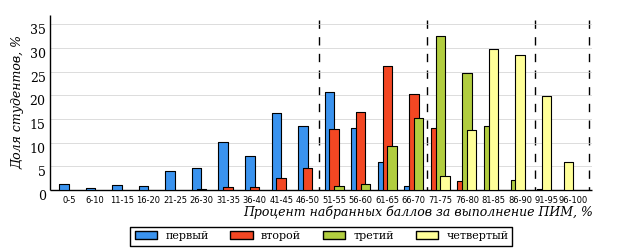 Доля студентов, %
35
30
25
20
15
10
5
0
0-5 6-10 11-15 16-20 21-25 26-30 31-35 36-40 41-45 46-50 51-55 56-60 61-65 66-70 71-75 76-80 81-85 86-90 91-95 96-100
Процент набранных баллов за выполнение ПИМ, %
первый второй третий четвертый